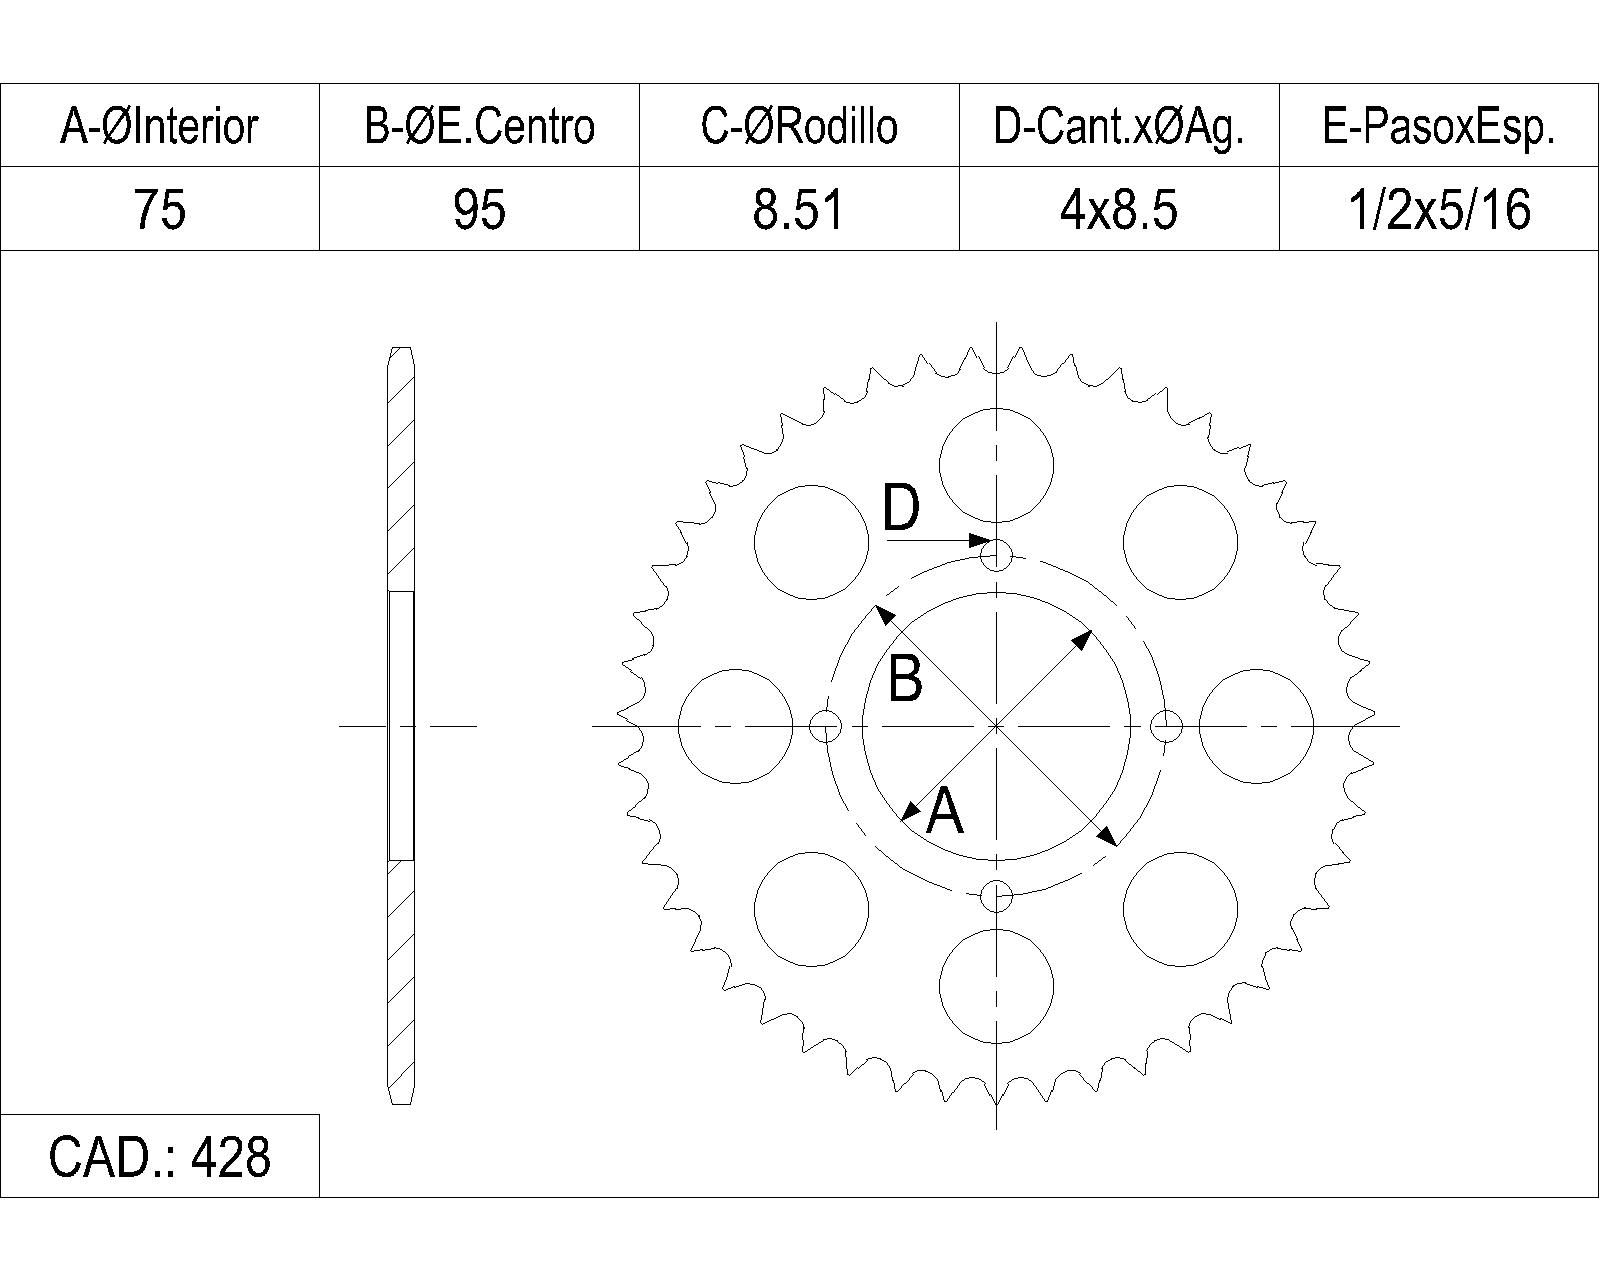 A-ØInterior B-ØE.Centro C-ØRodillo D-Cant.xØAg. E-PasoxEsp.
75 95 8.51 4x8.5 1/2x5/16
D
B
A
CAD.: 428